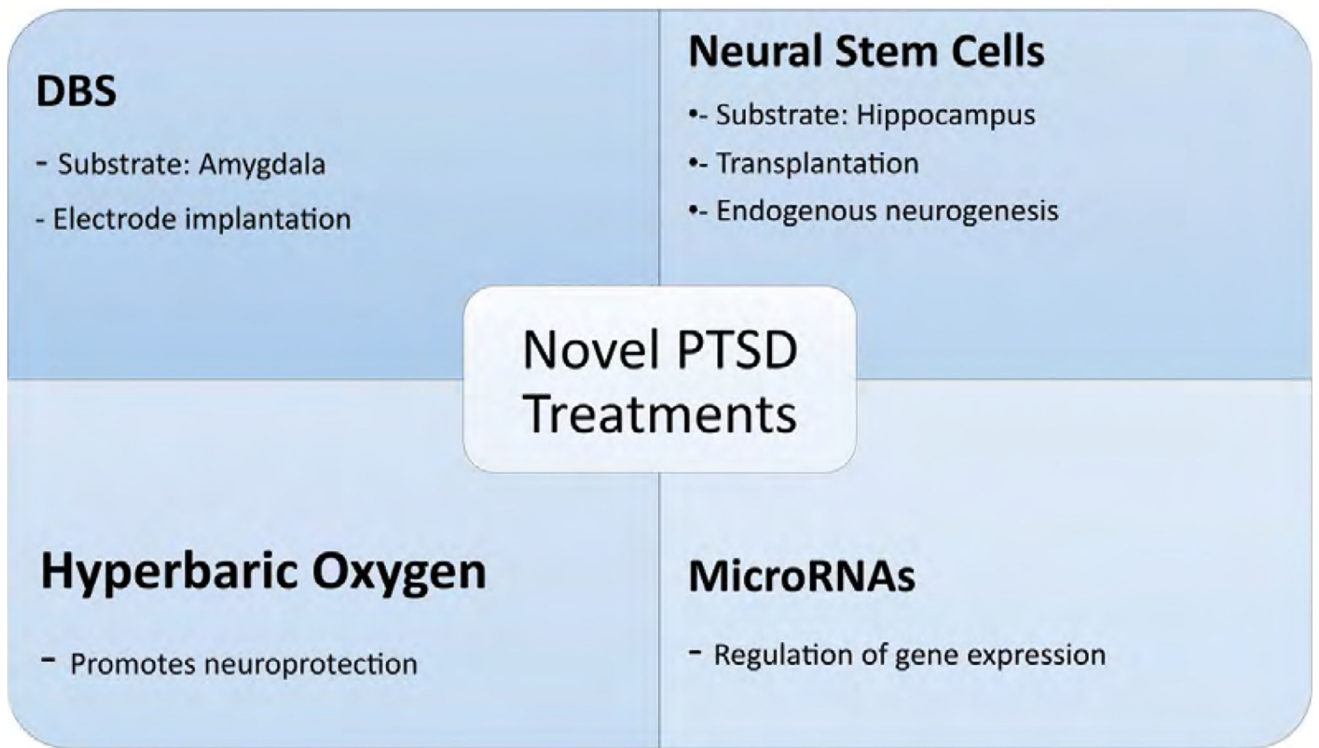 DBS
- Substrate: Amygdala
- Electrode implantation
Neural Stem Cells
•- Substrate: Hippocampus
•- Transplantation
•- Endogenous neurogenesis
Novel PTSD
Treatments
Hyperbaric Oxygen
- Promotes neuroprotection
MicroRNAs
- Regulation of gene expression